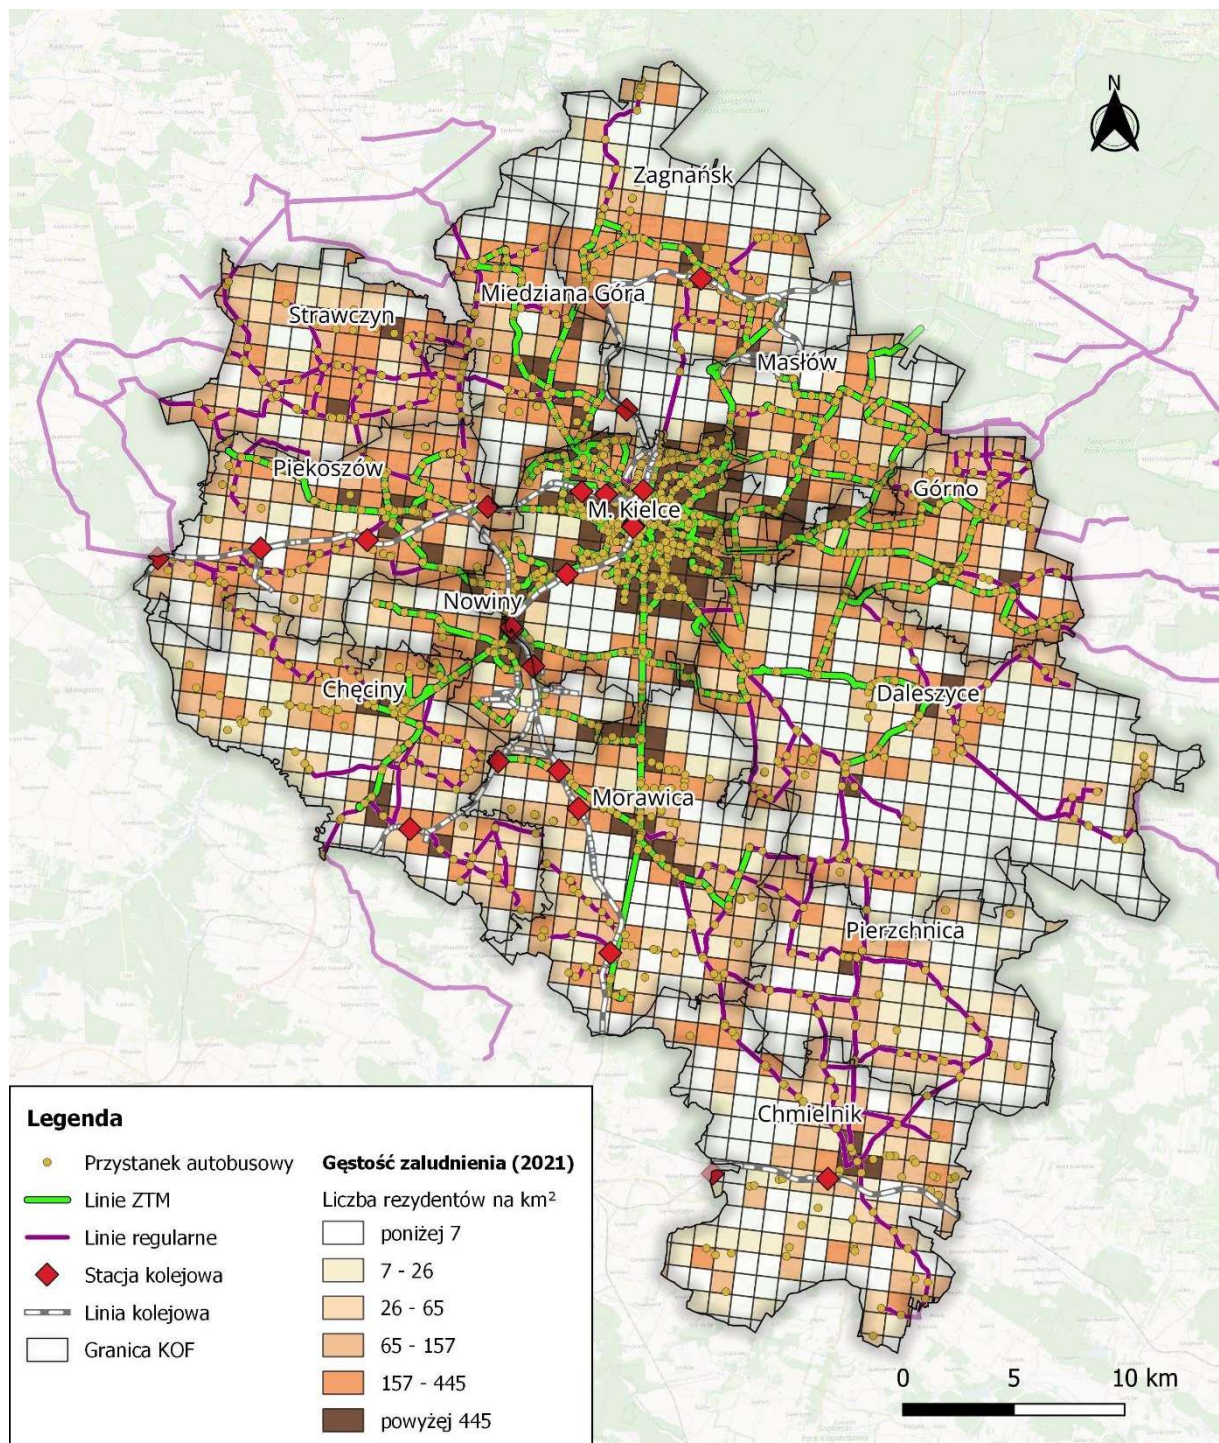 N
Zagnańsk
Miedziana Góra
Strawczyn
Masłów
Piekoszów
Górno
M. Kielce
Nowiny
Chęciny
Daleszyce
Morawica
Pierzchnica
Chmielnik
Legenda
Przystanek autobusowy
Linie ZTM
Linie regularne
Stacja kolejowa
Linia kolejowa
Granica KOF
Gęstość zaludnienia (2021)
Liczba rezydentów na km²
poniżej 7
7 - 26
26 - 65
65 - 157
157 - 445
powyżej 445
0 5 10 km